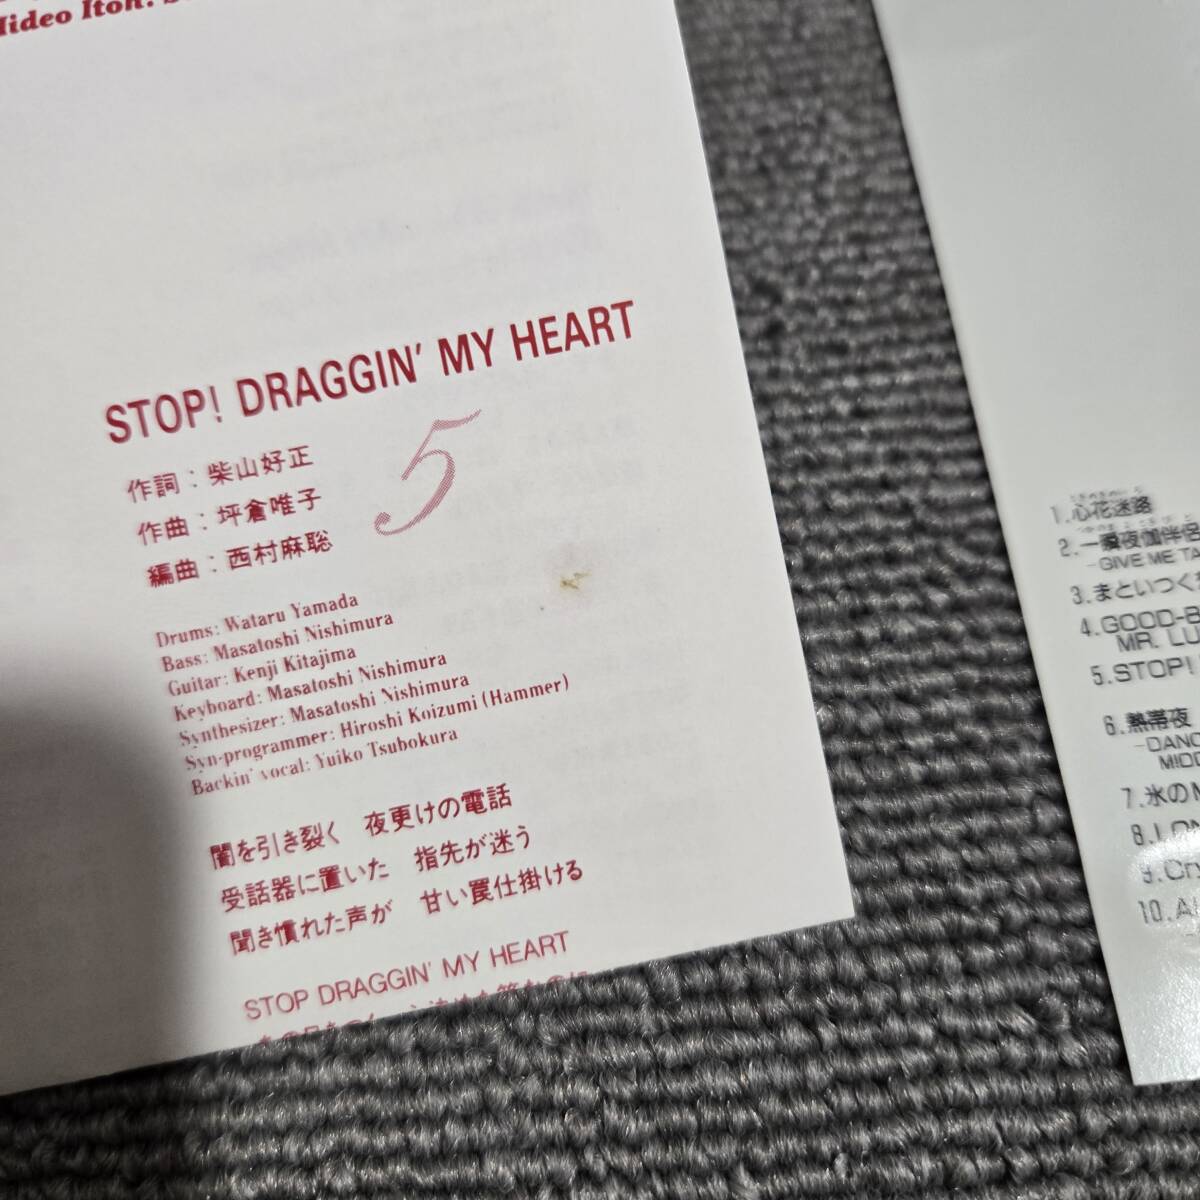 Hideo Itoh:
STOP! DRAGGIN' MY HEART
5
作詞：柴山好正
作曲：坪倉唯子
編曲：西村麻聡
Drums: Wataru Yamada
Bass: Masatoshi Nishimura
Guitar: Kenji Kitajima
Keyboard: Masatoshi Nishimura
Synthesizer: Masatoshi Nishimura
Syn-programmer: Hiroshi Koizumi (Hammer)
Backin' vocal: Yuiko Tsubokura
闇を引き裂く　夜更けの電話
受話器に置いた　指先が迷う
聞き慣れた声が　甘い罠仕掛ける
STOP DRAGGIN' MY HEART
1.心花迷路
2.一瞬夜伽伴侶
-GIVE ME TA
3.まといつくか
4.GOOD-B
MR. LU
5.STOP!
6.熱帯夜
-DANC
MIDD
7.氷のM
8.LON
9.Cry
10.Al